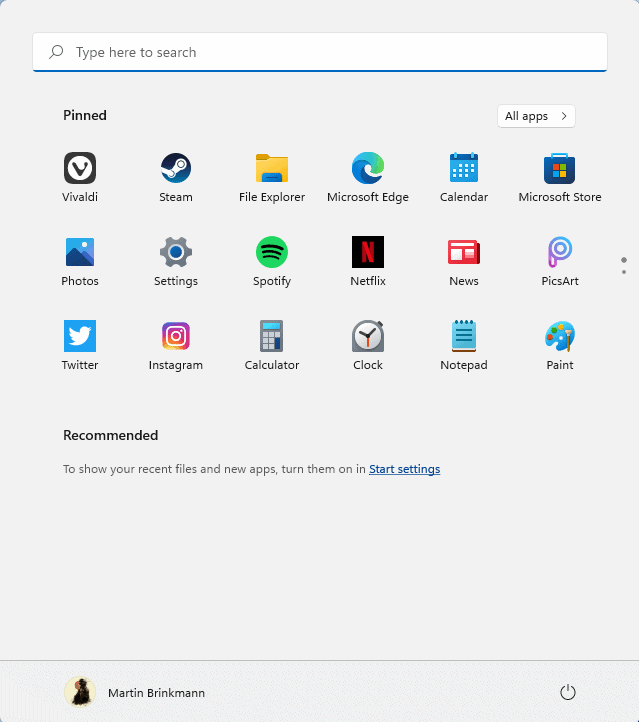 Type here to search
Pinned
All apps
Vivaldi Steam File Explorer Microsoft Edge Calendar Microsoft Store
Photos Settings Spotify Netflix News PicsArt
Twitter Instagram Calculator Clock Notepad Paint
Recommended
To show your recent files and new apps, turn them on in Start settings
Martin Brinkmann